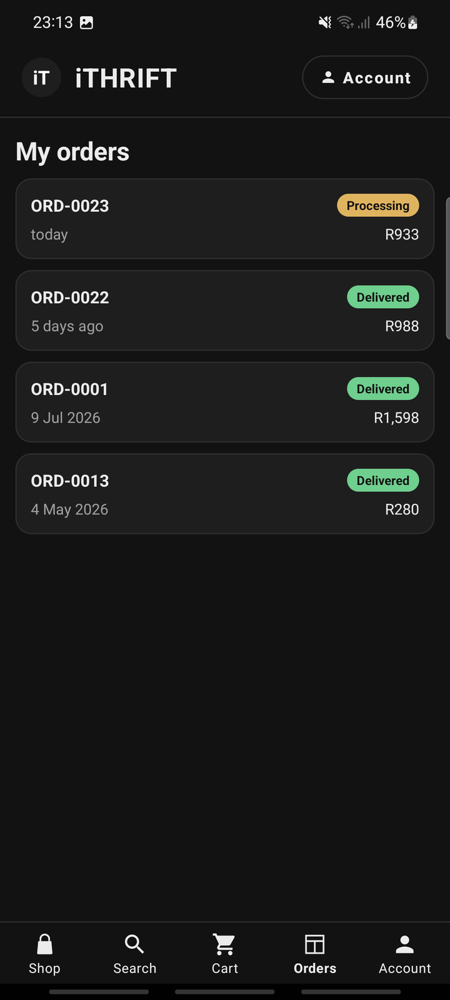 23:13 46%
iT iTHRIFT Account
My orders
ORD-0023 Processing
today R933
ORD-0022 Delivered
5 days ago R988
ORD-0001 Delivered
9 Jul 2026 R1,598
ORD-0013 Delivered
4 May 2026 R280
Shop Search Cart Orders Account